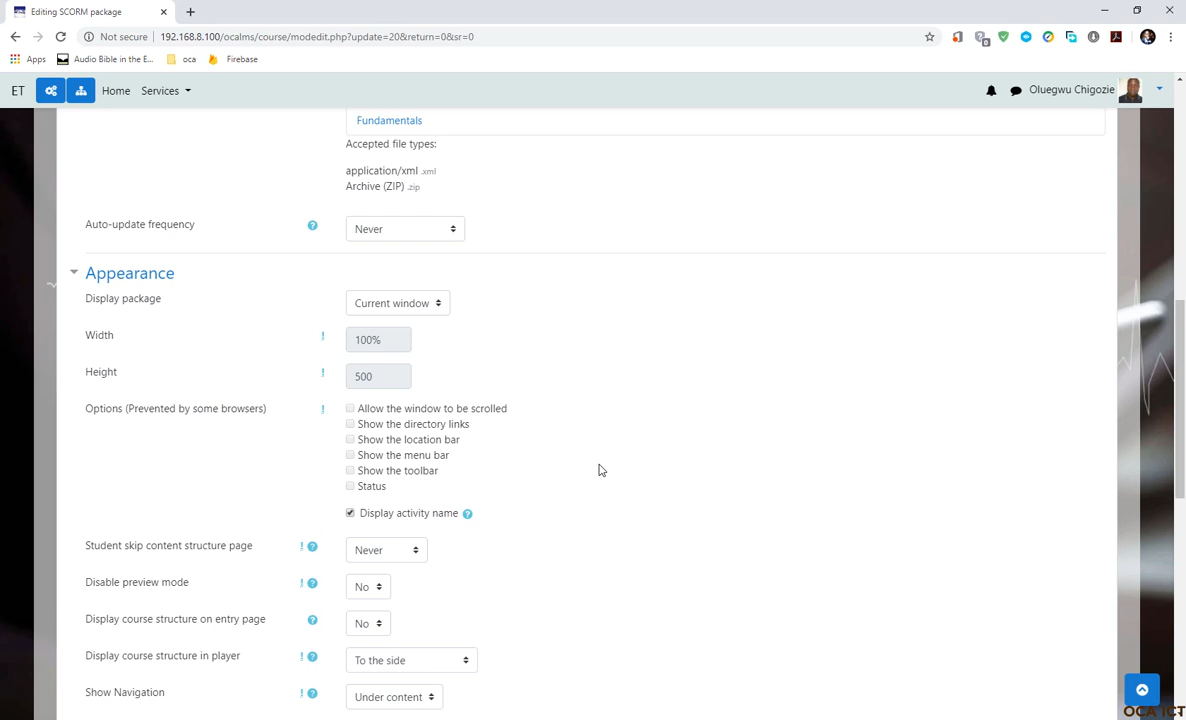 Editing SCORM package
Not secure 192.168.8.100/ocalms/course/modedit.php?update=20&return=0&sr=0
Apps Audio Bible in the E... oca Firebase
ET Home Services Oluegwu Chigozie
Fundamentals
Accepted file types:
application/xml .xml
Archive (ZIP) .zip
Auto-update frequency Never
Appearance
Display package Current window
Width ! 100%
Height ! 500
Options (Prevented by some browsers) ! Allow the window to be scrolled
Show the directory links
Show the location bar
Show the menu bar
Show the toolbar
Status
Display activity name
Student skip content structure page ! Never
Disable preview mode ! No
Display course structure on entry page No
Display course structure in player ! To the side
Show Navigation ! Under content
OCA ICT